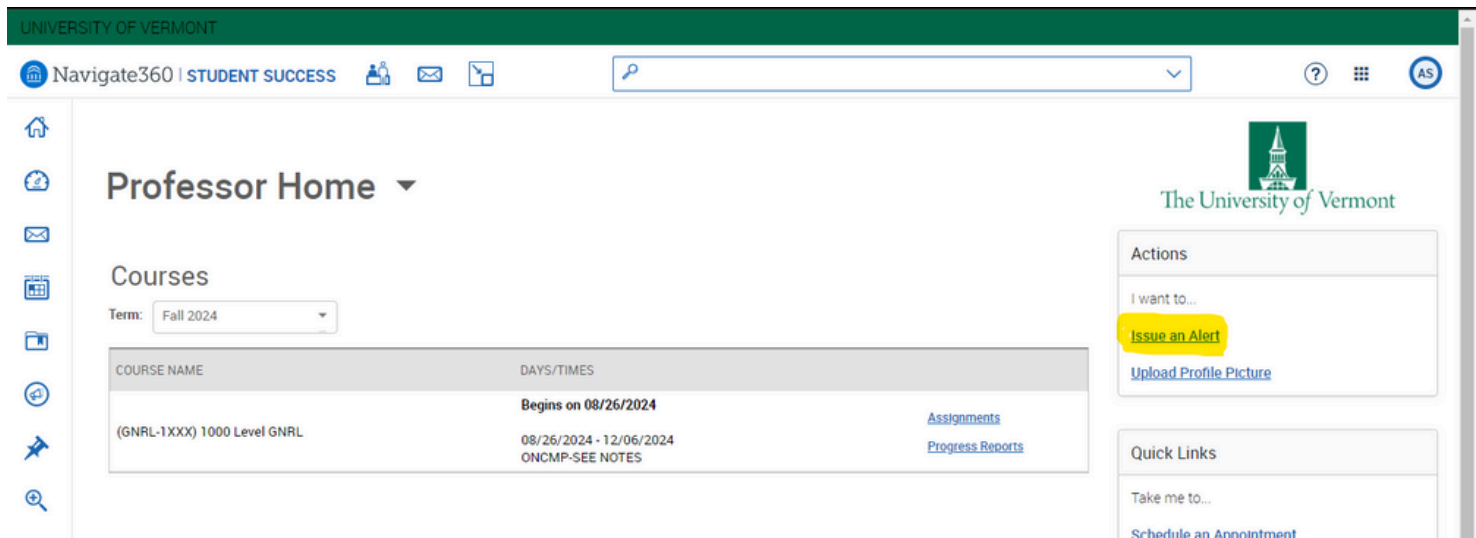 UNIVERSITY OF VERMONT
Navigate360 | STUDENT SUCCESS
? AS
The University of Vermont
Professor Home
Courses
Term: Fall 2024
COURSE NAME DAYS/TIMES
(GNRL-1XXX) 1000 Level GNRL
Begins on 08/26/2024
08/26/2024 - 12/06/2024
ONCMP-SEE NOTES
Assignments
Progress Reports
Actions
I want to...
Issue an Alert
Upload Profile Picture
Quick Links
Take me to...
Schedule an Appointment